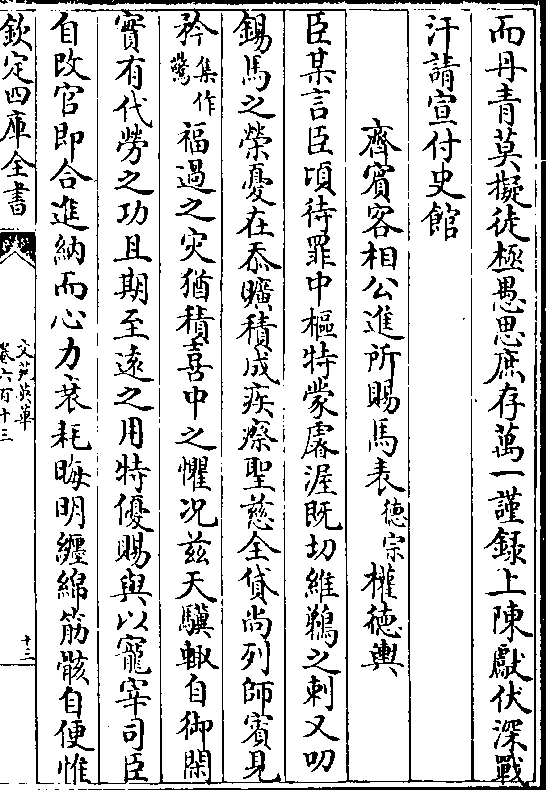 而丹青莫擬徒極愚思庶存萬一謹録上陳獻伏深戰
汗請宣付史館
齊賓客相公進所賜馬表德宗 權德輿
臣某言臣頃待罪中樞特蒙睿渥既切維鵜之刺又叨
錫馬之榮憂在忝曠積成疾瘵聖慈全貸尚列師賓見
矜集作驚福過之灾猶積喜中之懼况兹天驥輟自御閑
實有代勞之功且期至遠之用特優賜與以寵宰司臣
自改官即合進納而心力衰耗晦明纏綿筋骸自便惟
欽定四庫全書
文苑英華
卷六百十三
十三